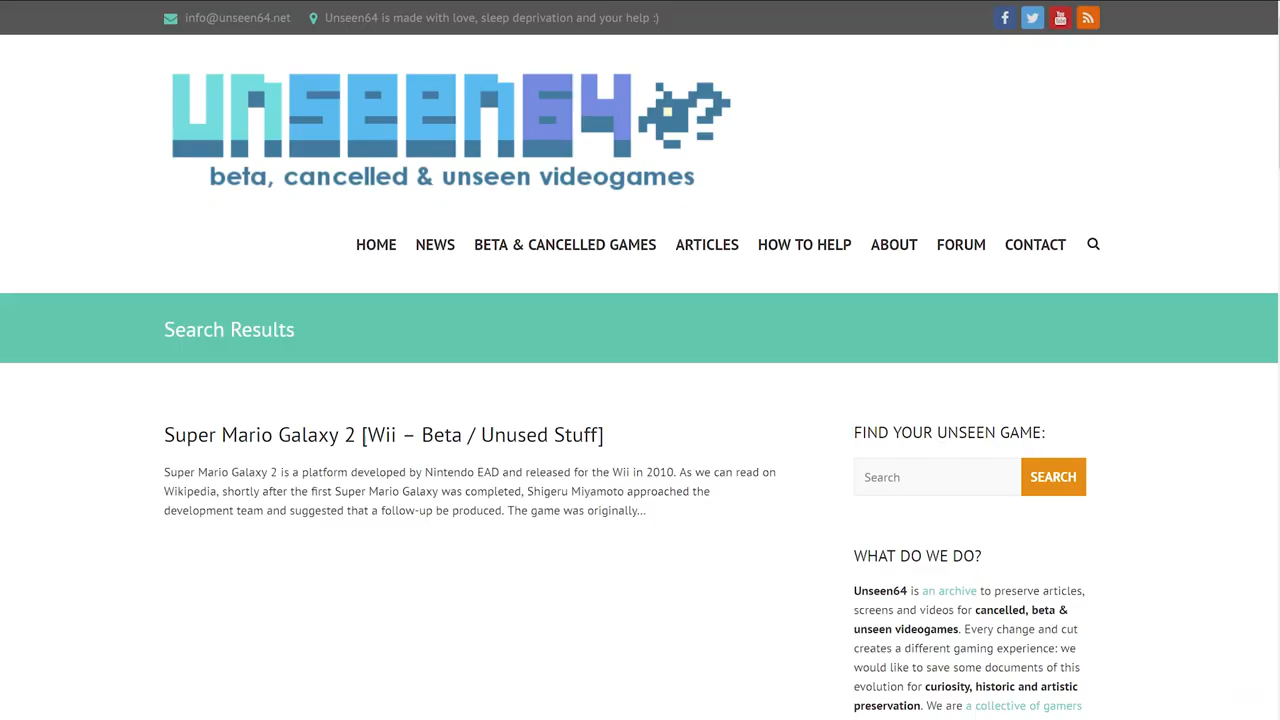 info@unseen64.net
Unseen64 is made with love, sleep deprivation and your help :)
unseen64
beta, cancelled & unseen videogames
HOME NEWS BETA & CANCELLED GAMES ARTICLES HOW TO HELP ABOUT FORUM CONTACT
Search Results
Super Mario Galaxy 2 [Wii – Beta / Unused Stuff]
Super Mario Galaxy 2 is a platform developed by Nintendo EAD and released for the Wii in 2010. As we can read on
Wikipedia, shortly after the first Super Mario Galaxy was completed, Shigeru Miyamoto approached the
development team and suggested that a follow-up be produced. The game was originally...
FIND YOUR UNSEEN GAME:
Search
SEARCH
WHAT DO WE DO?
Unseen64 is an archive to preserve articles,
screens and videos for cancelled, beta &
unseen videogames. Every change and cut
creates a different gaming experience: we
would like to save some documents of this
evolution for curiosity, historic and artistic
preservation. We are a collective of gamers